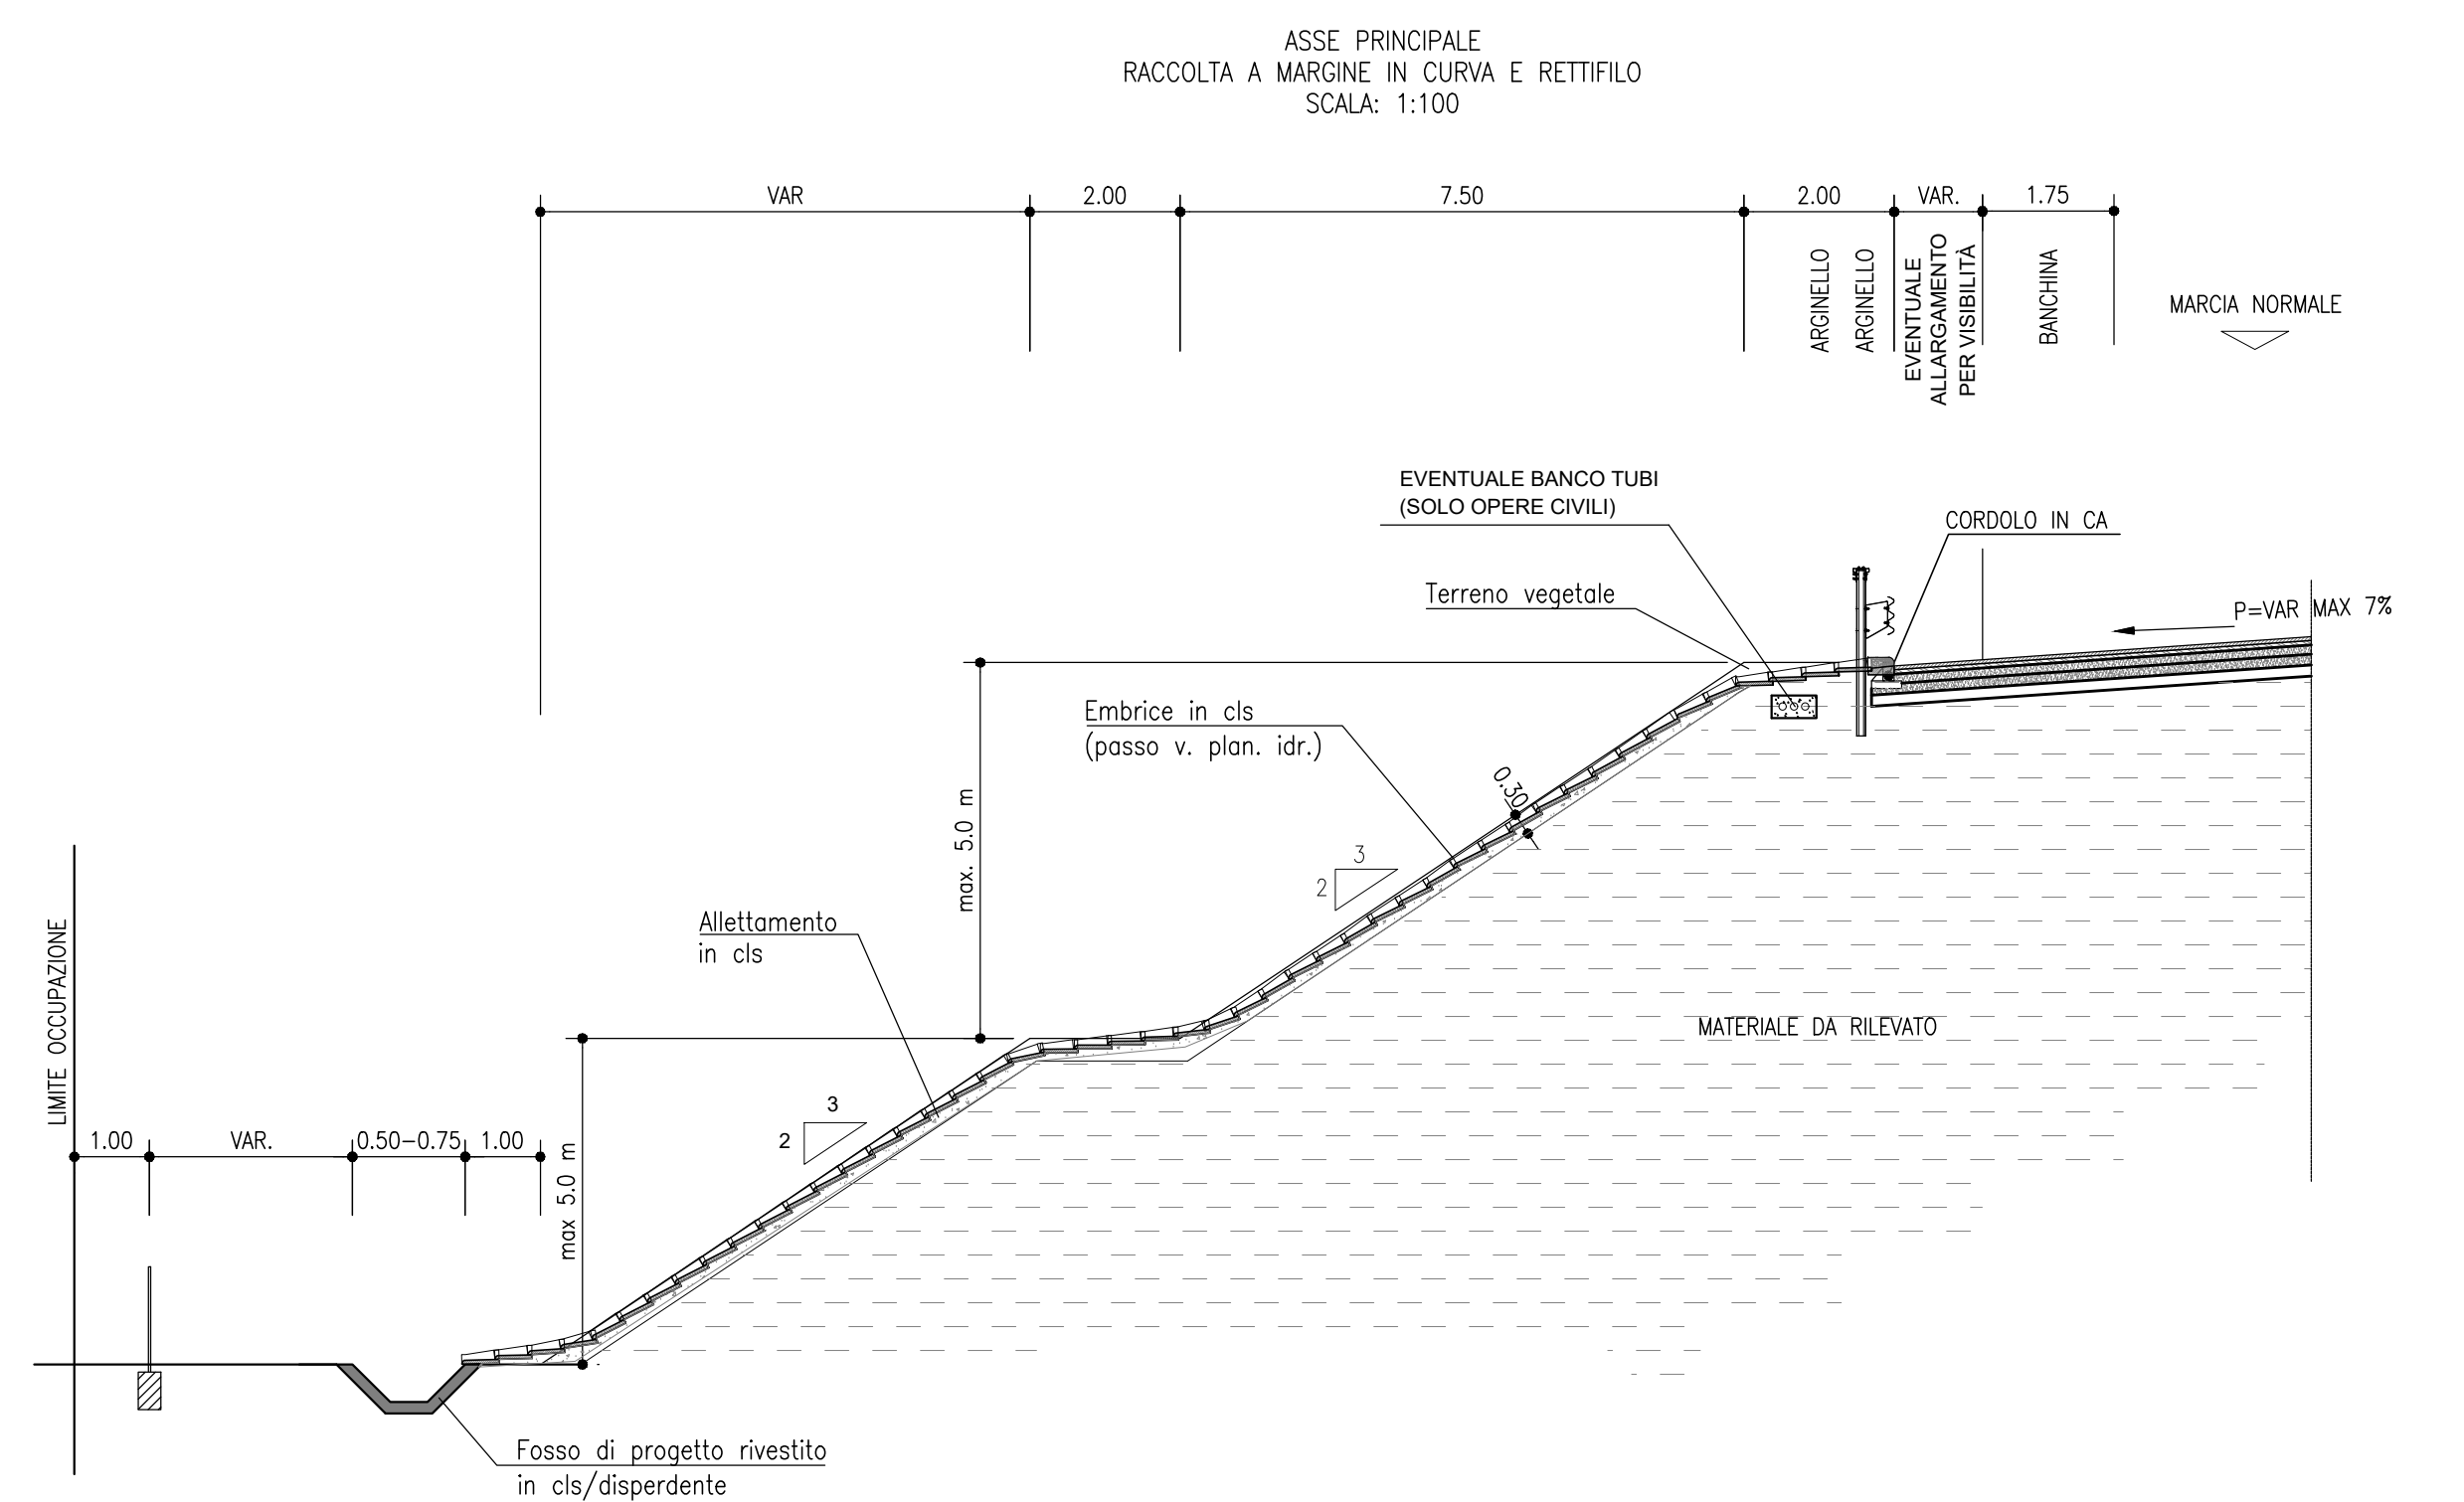 ASSE PRINCIPALE
RACCOLTA A MARGINE IN CURVA E RETTIFILO
SCALA: 1:100
VAR
2.00
7.50
2.00
VAR.
1.75
ARGINELLO
ARGINELLO
EVENTUALE
ALLARGAMENTO
PER VISIBILITÀ
BANCHINA
MARCIA NORMALE
EVENTUALE BANCO TUBI
(SOLO OPERE CIVILI)
CORDOLO IN CA
Terreno vegetale
P=VAR MAX 7%
Embrice in cls
(passo v. plan. idr.)
0.30
max. 5.0 m
3
2
Allettamento
in cls
LIMITE OCCUPAZIONE
MATERIALE DA RILEVATO
3
2
1.00
VAR.
0.50-0.75
1.00
max 5.0 m
Fosso di progetto rivestito
in cls/disperdente